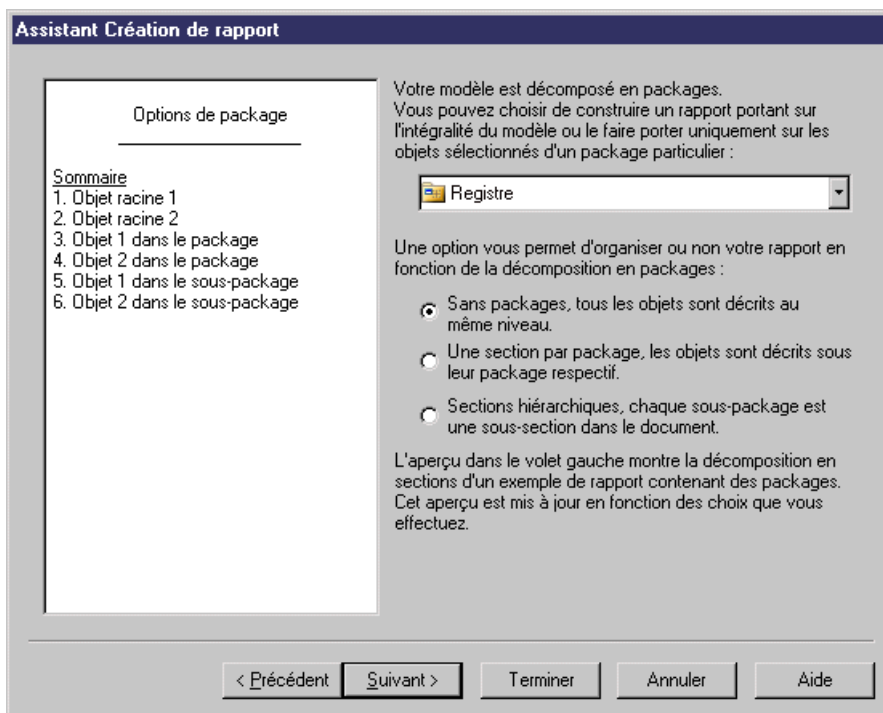 Assistant Création de rapport
Options de package
Sommaire
1. Objet racine 1
2. Objet racine 2
3. Objet 1 dans le package
4. Objet 2 dans le package
5. Objet 1 dans le sous-package
6. Objet 2 dans le sous-package
Votre modèle est décomposé en packages.
Vous pouvez choisir de construire un rapport portant sur
l'intégralité du modèle ou le faire porter uniquement sur les
objets sélectionnés d'un package particulier :
Registre
Une option vous permet d'organiser ou non votre rapport en
fonction de la décomposition en packages :
Sans packages, tous les objets sont décrits au
même niveau.
Une section par package, les objets sont décrits sous
leur package respectif.
Sections hiérarchiques, chaque sous-package est
une sous-section dans le document.
L'aperçu dans le volet gauche montre la décomposition en
sections d'un exemple de rapport contenant des packages.
Cet aperçu est mis à jour en fonction des choix que vous
effectuez.
< Précédent
Suivant >
Terminer
Annuler
Aide